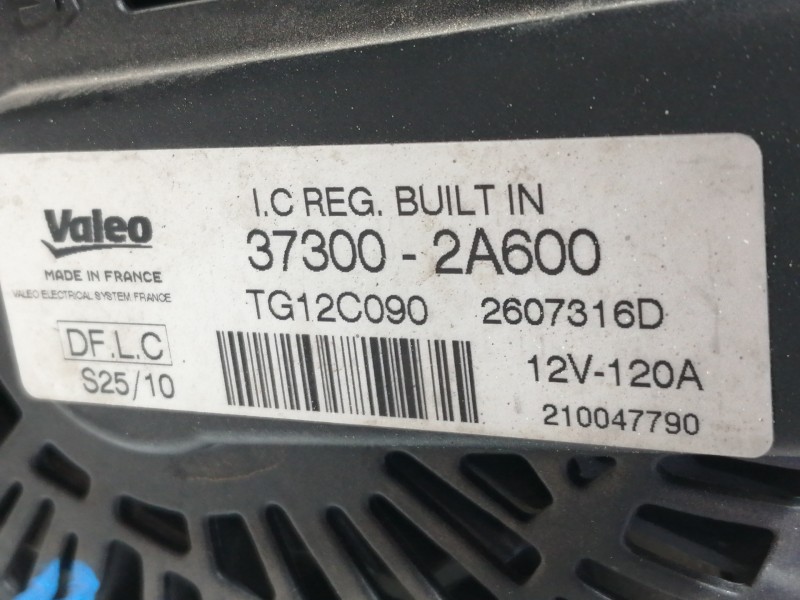 Valeo
MADE IN FRANCE
VALEO ELECTRICAL SYSTEM FRANCE
DF.L.C
S25/10
I.C REG. BUILT IN
37300 - 2A600
TG12C090 2607316D
12V-120A
210047790